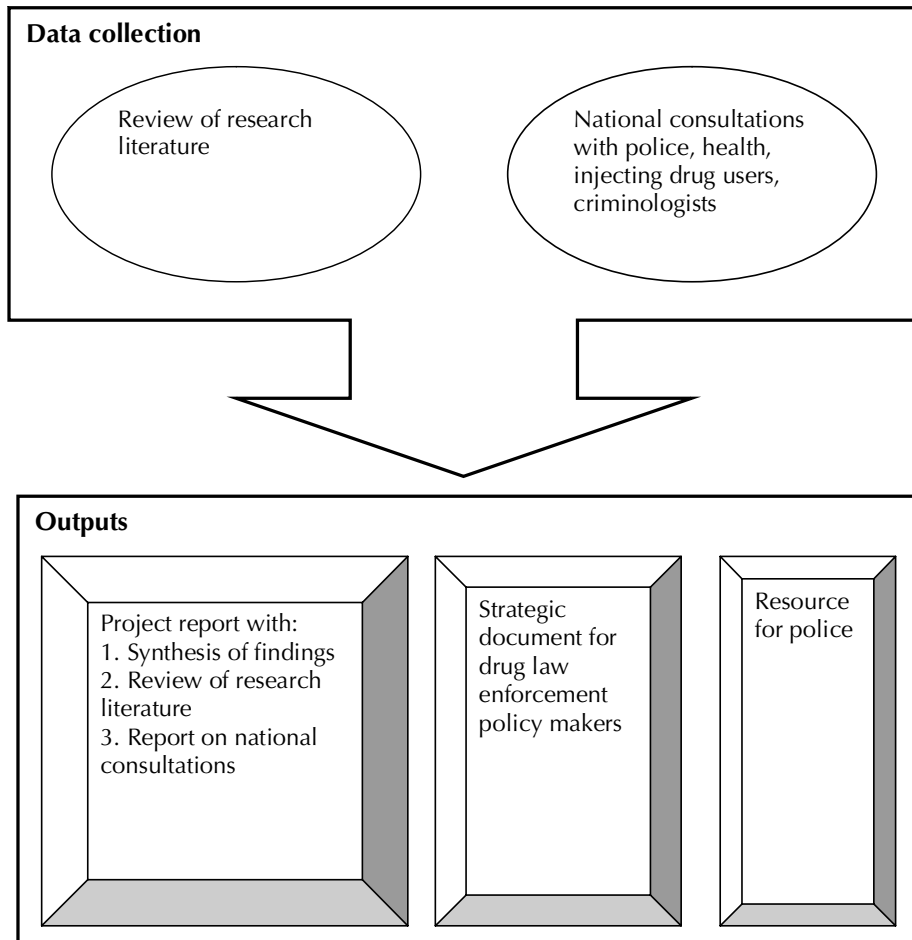 Data collection
Review of research
literature
National consultations
with police, health,
injecting drug users,
criminologists
Outputs
Project report with:
1. Synthesis of findings
2. Review of research
literature
3. Report on national
consultations
Strategic
document for
drug law
enforcement
policy makers
Resource
for police